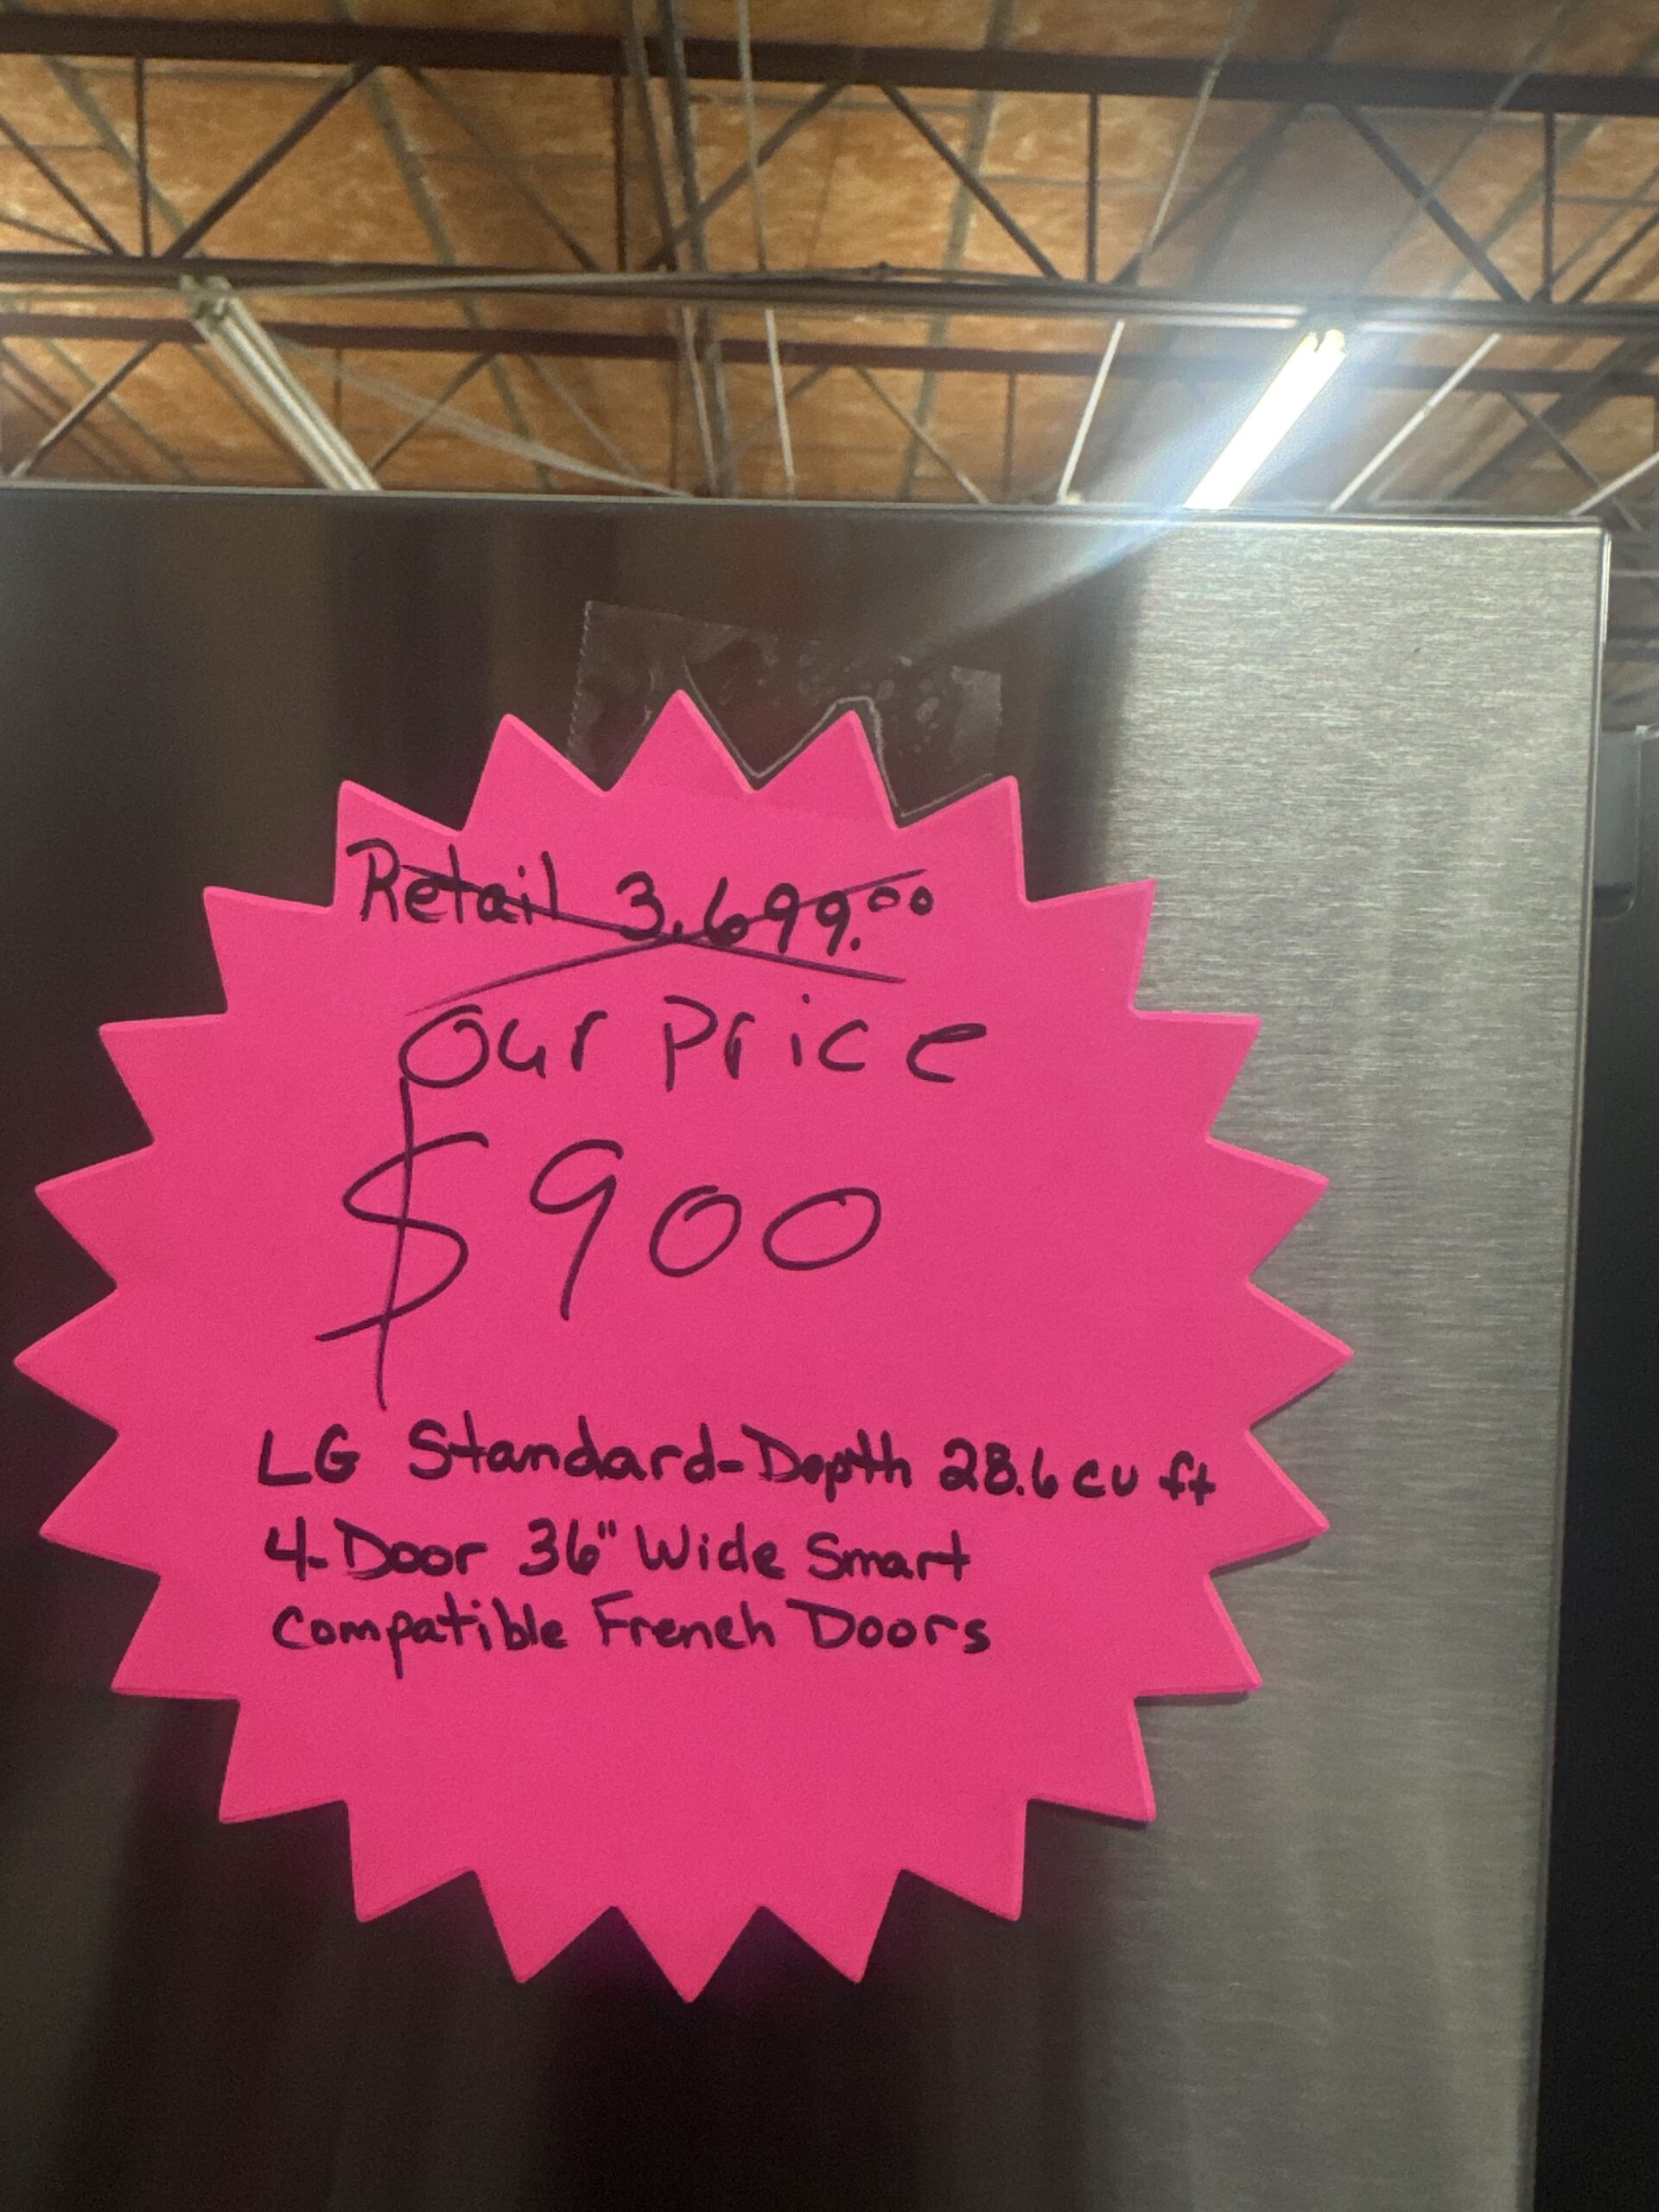 Retail 3,699.00
Our Price
$900
LG Standard-Depth 28.6 cu ft
4-Door 36" Wide Smart
Compatible French Doors